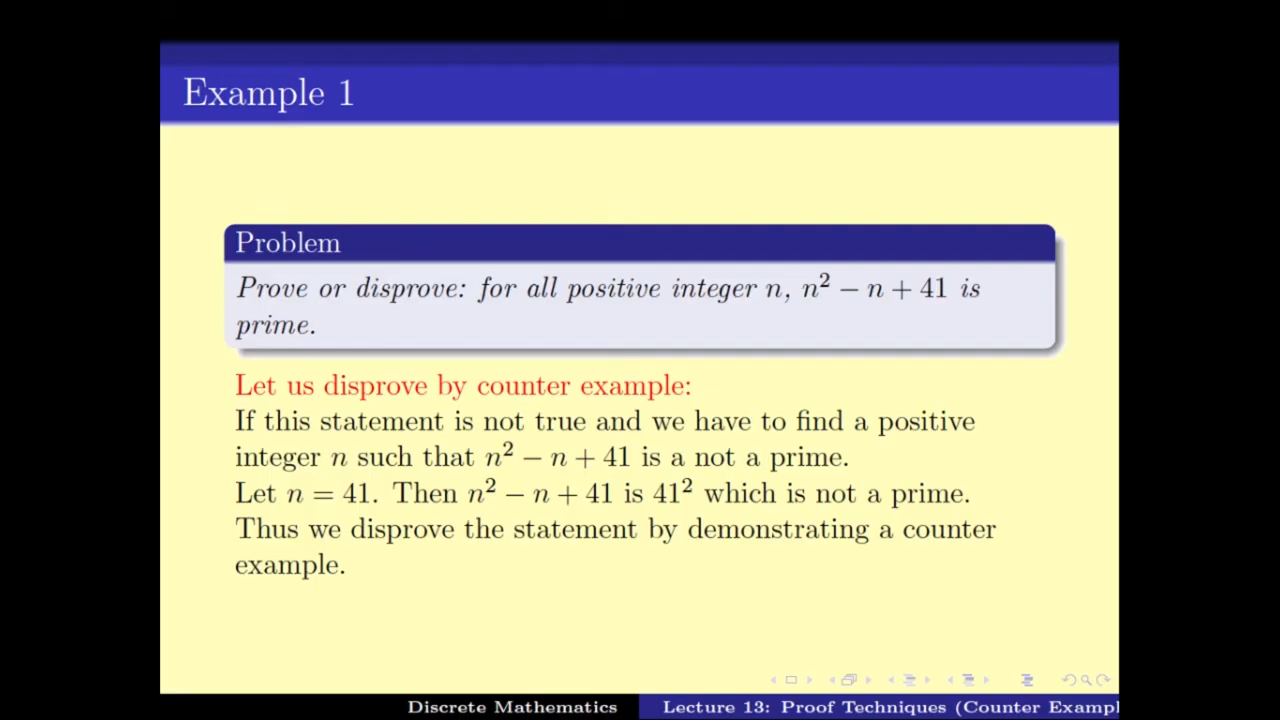 Example 1
Problem
Prove or disprove: for all positive integer n, n² − n + 41 is
prime.
Let us disprove by counter example:
If this statement is not true and we have to find a positive
integer n such that n² − n + 41 is a not a prime.
Let n = 41. Then n² − n + 41 is 41² which is not a prime.
Thus we disprove the statement by demonstrating a counter
example.
Discrete Mathematics
Lecture 13: Proof Techniques (Counter Exampl